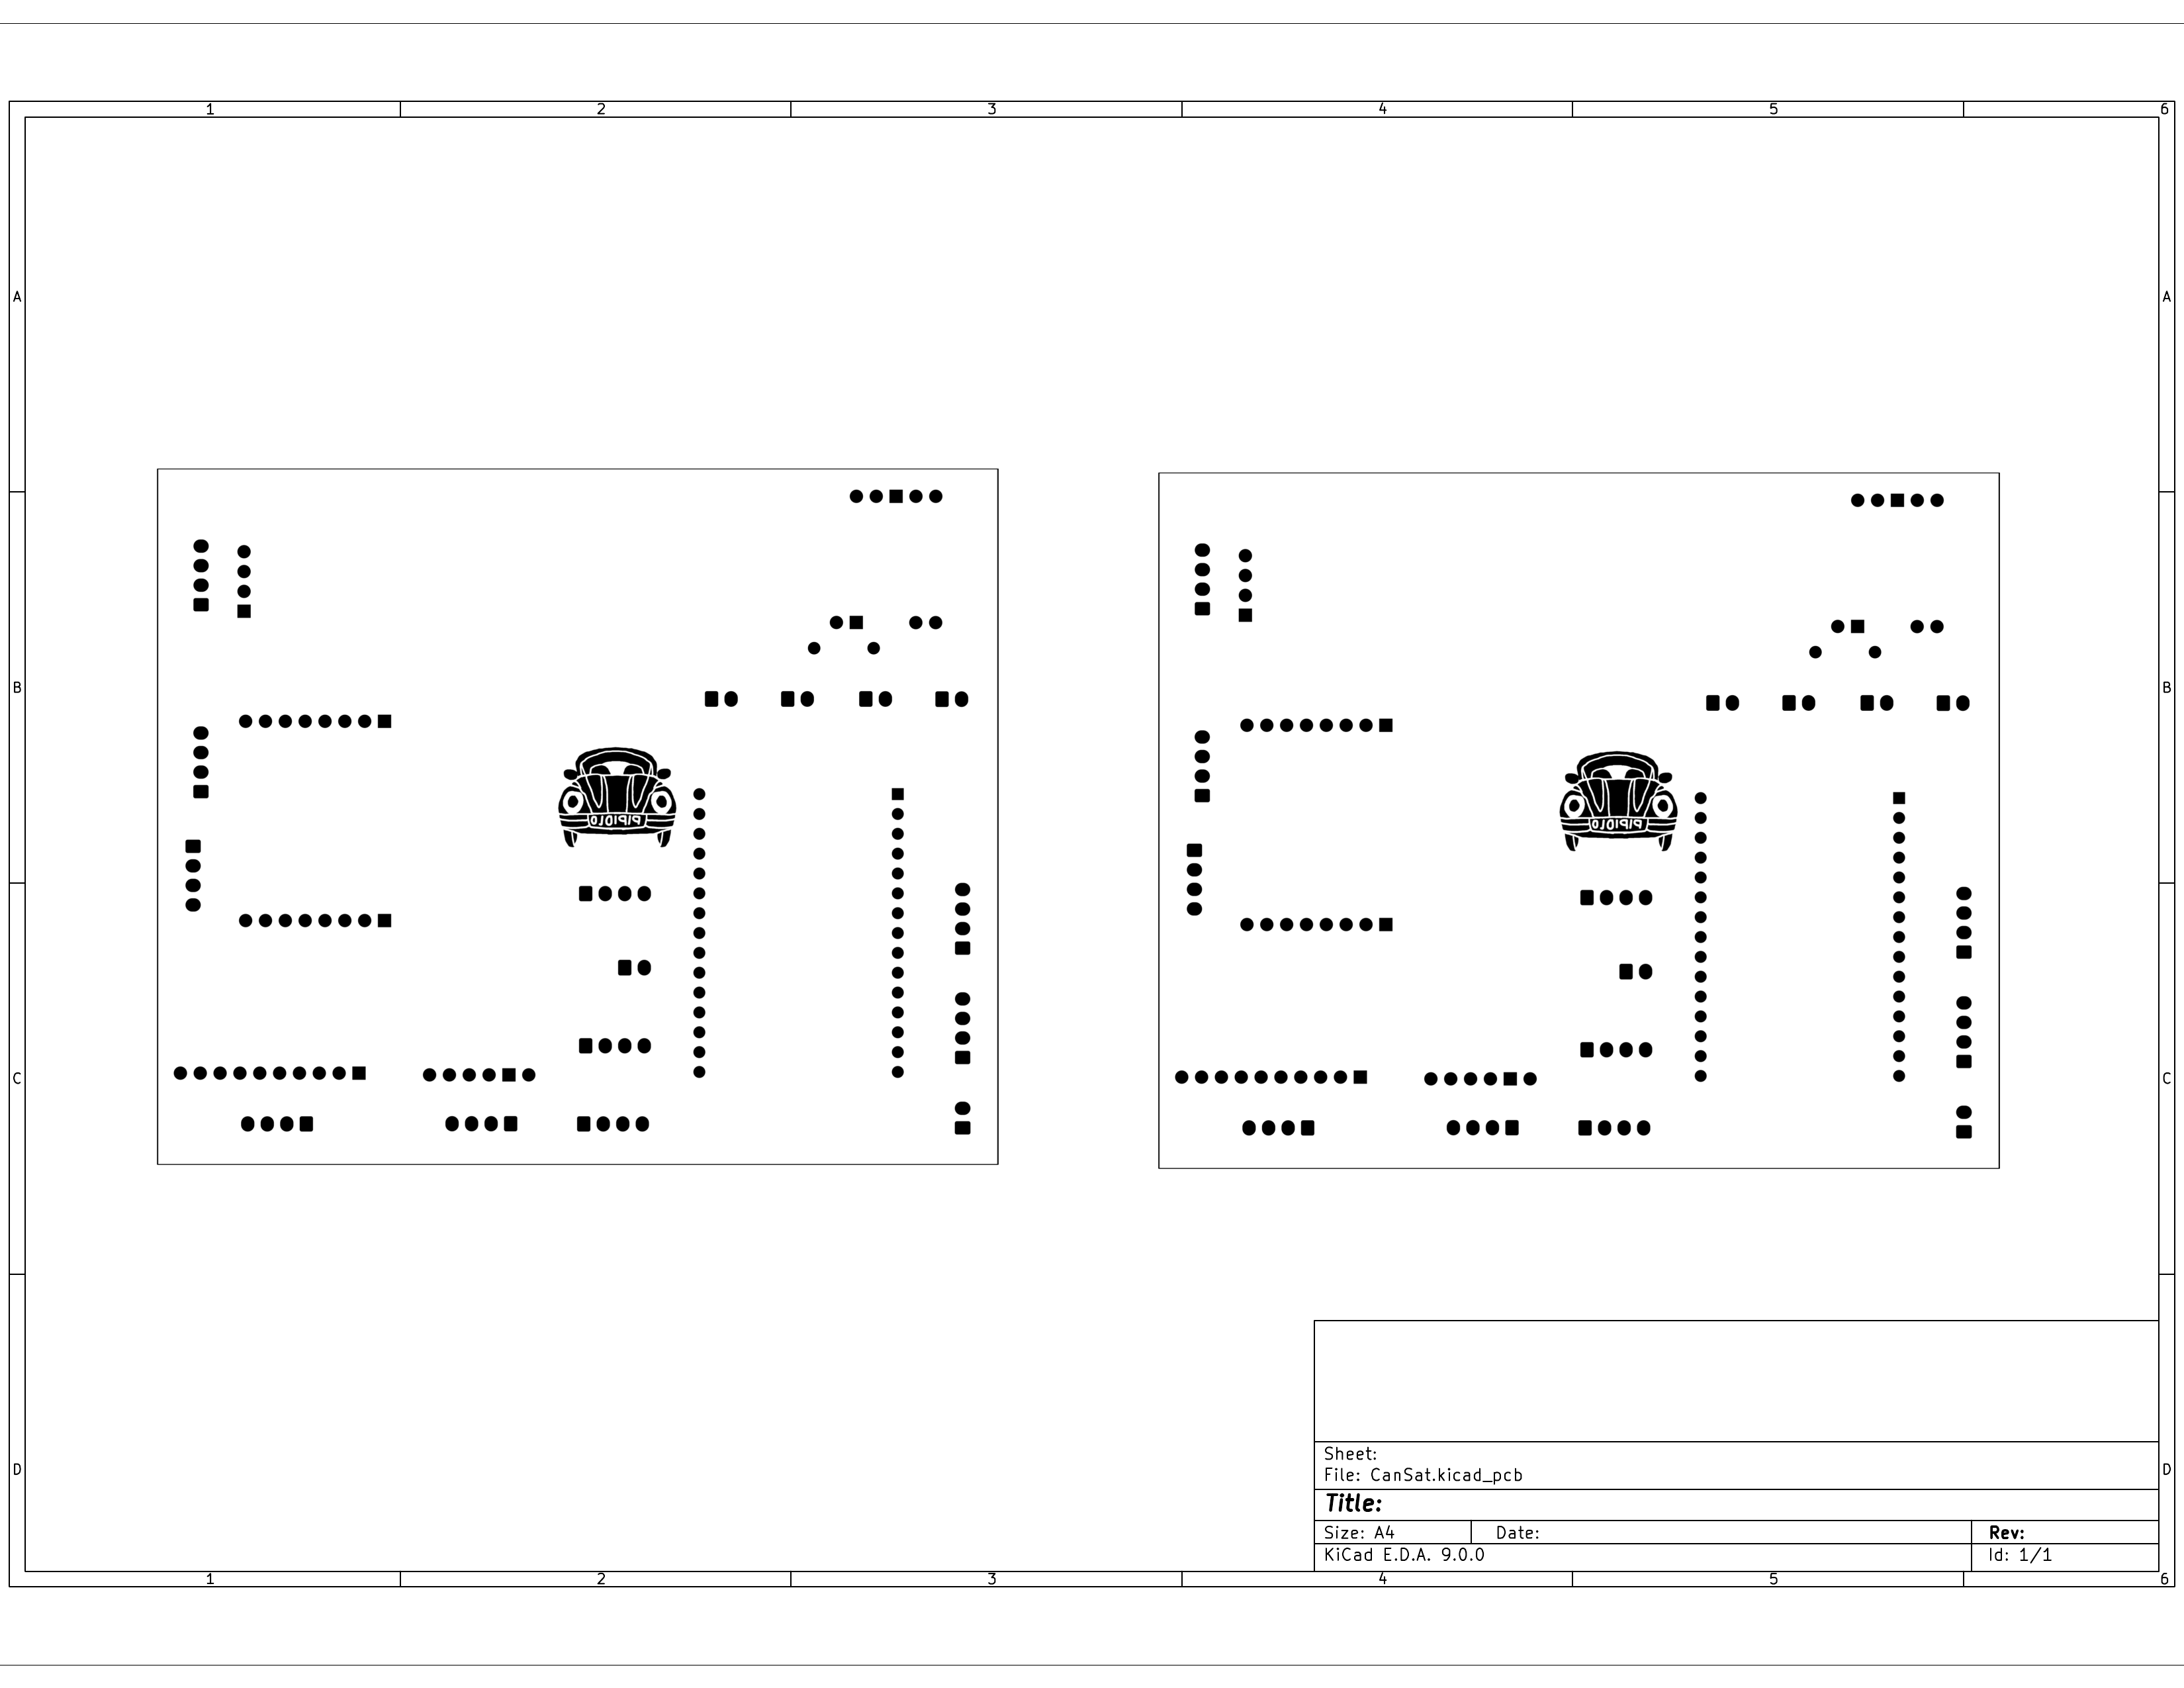 1 2 3 4 5 6
A A
B B
PIPIOLO
PIPIOLO
C C
Sheet:
File: CanSat.kicad_pcb
D D
Title:
Size: A4 Date: Rev:
KiCad E.D.A. 9.0.0 Id: 1/1
1 2 3 4 5 6